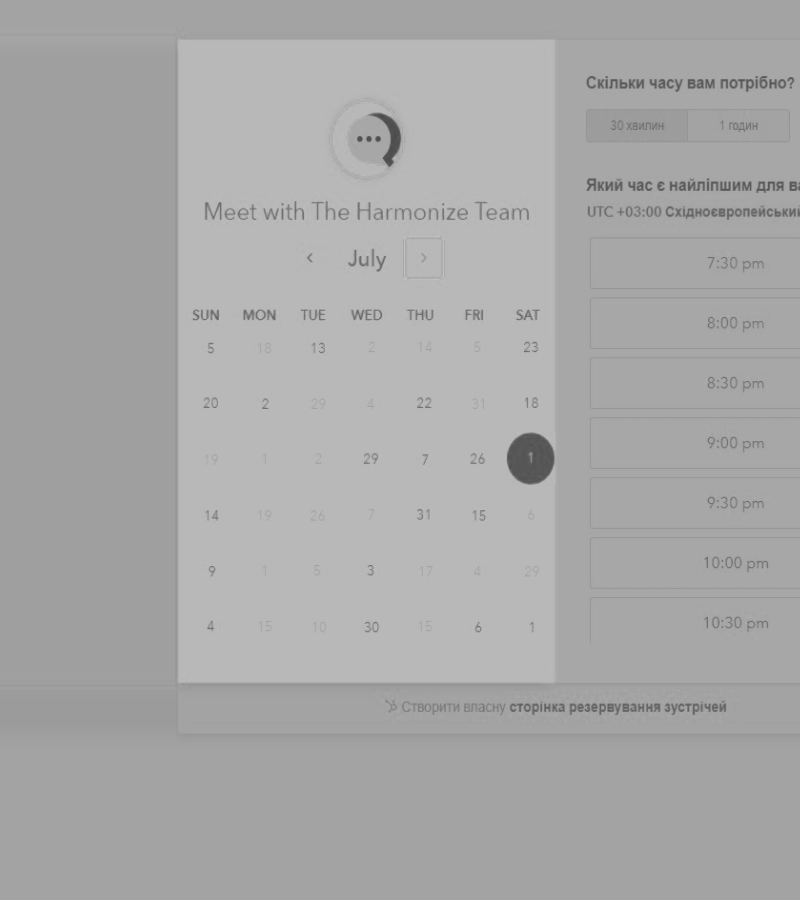 Meet with The Harmonize Team
July
SUN MON TUE WED THU FRI SAT
5 18 13 2 14 5 23
20 2 29 4 22 31 18
19 1 2 29 7 26 1
14 19 26 7 31 15 6
9 1 5 3 17 4 29
4 15 10 30 15 6 1
Скільки часу вам потрібно?
30 хвилин 1 годин
Який час є найліпшим для ва
UTC +03:00 Східноєвропейський
7:30 pm
8:00 pm
8:30 pm
9:00 pm
9:30 pm
10:00 pm
10:30 pm
Створити власну сторінка резервування зустрічей